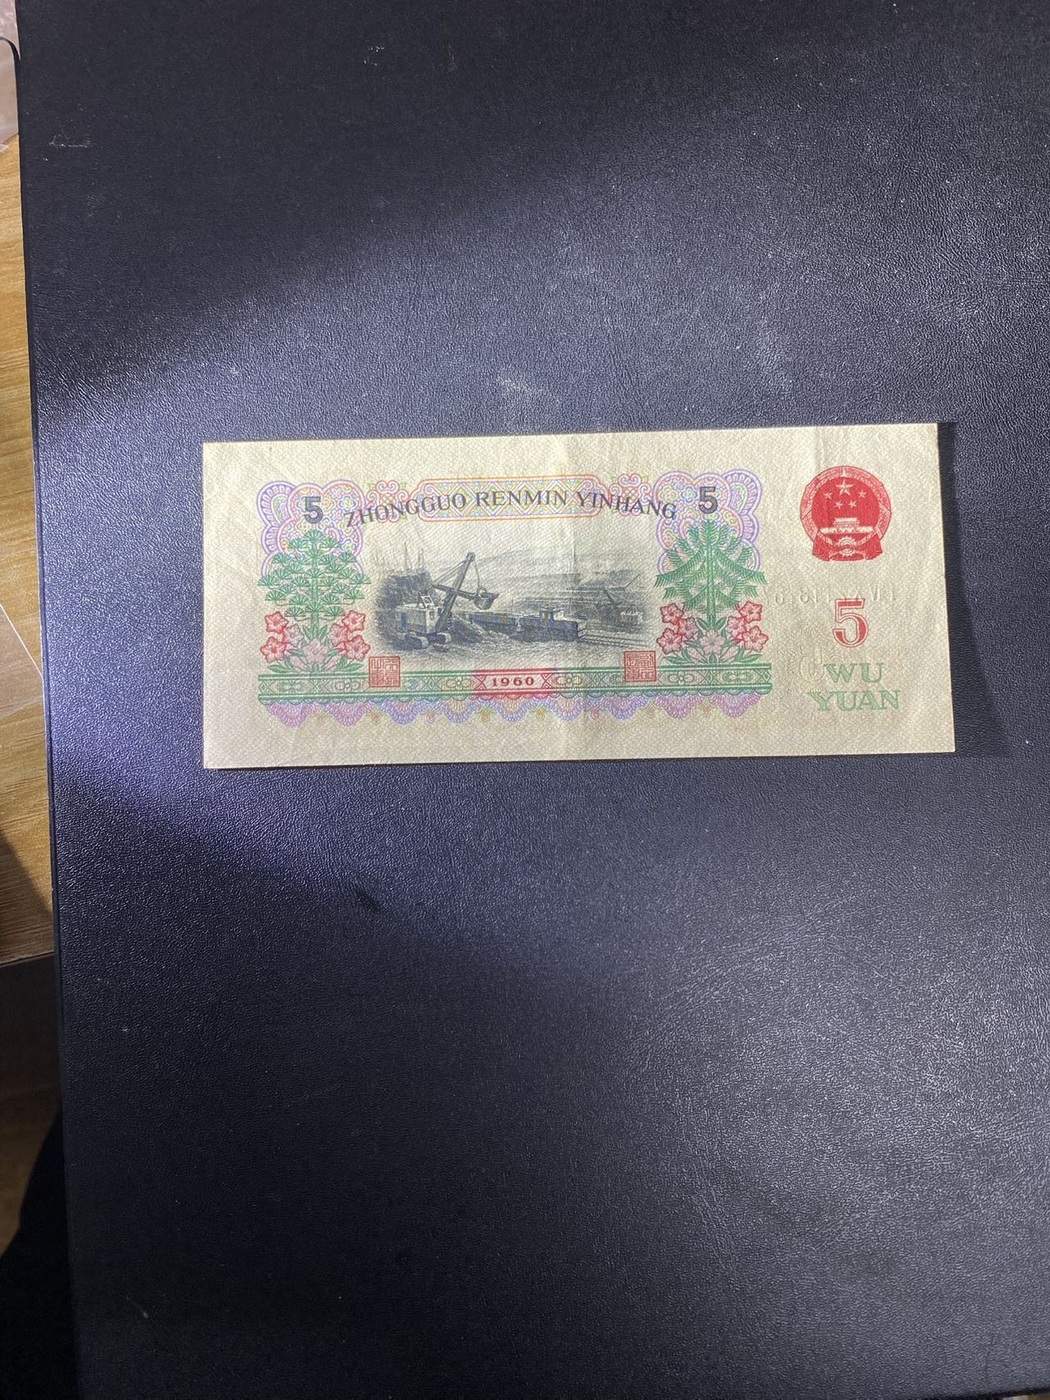 5 ZHONGGUO RENMIN YINHANG 5
1960
5
WU
YUAN